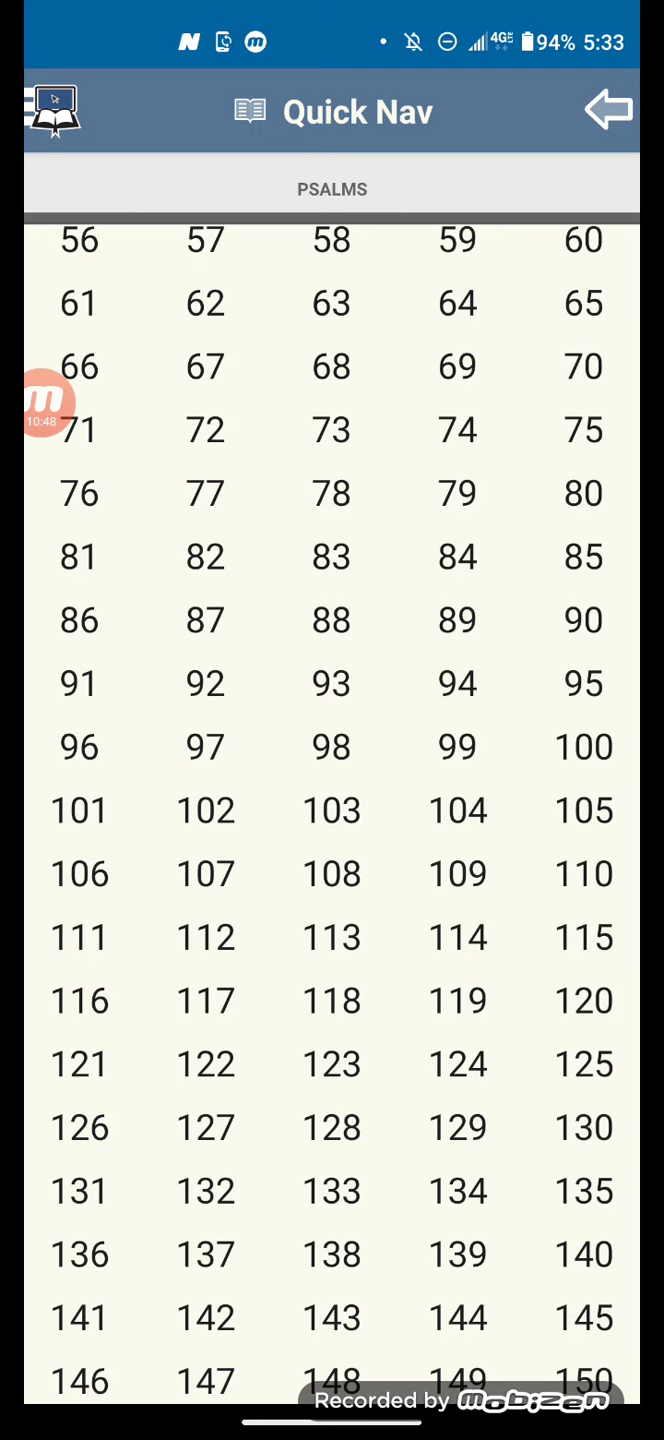 94% 5:33
Quick Nav
PSALMS
56 57 58 59 60
61 62 63 64 65
66 67 68 69 70
10:48
71 72 73 74 75
76 77 78 79 80
81 82 83 84 85
86 87 88 89 90
91 92 93 94 95
96 97 98 99 100
101 102 103 104 105
106 107 108 109 110
111 112 113 114 115
116 117 118 119 120
121 122 123 124 125
126 127 128 129 130
131 132 133 134 135
136 137 138 139 140
141 142 143 144 145
146 147 148 149 150
Recorded by mobizen